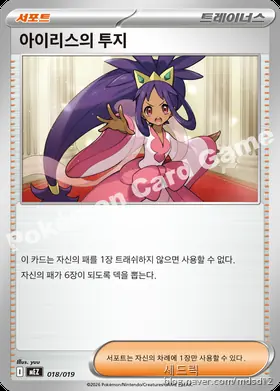 서포트
트레이너스
아이리스의 투지
Pokémon Card Game
이 카드는 자신의 패를 1장 트래쉬하지 않으면 사용할 수 없다.
자신의 패가 6장이 되도록 덱을 뽑는다.
Illus. yuu
I mEZ 018/019
서포트는 자신의 차례에 1장만 사용할 수 있다.
세드릭
©2026 Pokémon/Nintendo/Creatures/GAME FREAK